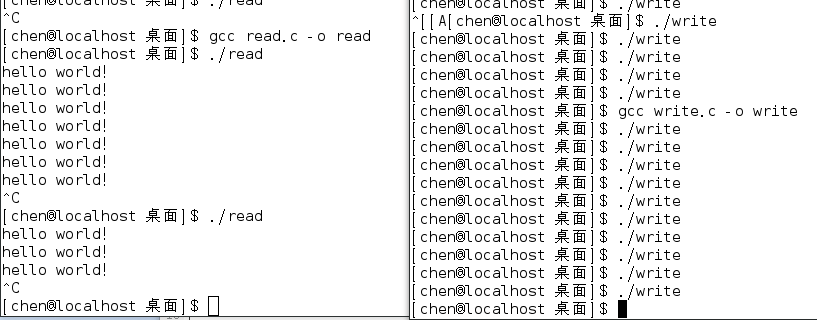 ./read
^C
[chen@localhost 桌面]$ gcc read.c -o read
[chen@localhost 桌面]$ ./read
hello world!
hello world!
hello world!
hello world!
hello world!
hello world!
hello world!
^C
[chen@localhost 桌面]$ ./read
hello world!
hello world!
hello world!
^C
[chen@localhost 桌面]$
[chen@localhost 桌面]$ ./write
^[[A[chen@localhost 桌面]$ ./write
[chen@localhost 桌面]$ ./write
[chen@localhost 桌面]$ ./write
[chen@localhost 桌面]$ ./write
[chen@localhost 桌面]$ ./write
[chen@localhost 桌面]$ gcc write.c -o write
[chen@localhost 桌面]$ ./write
[chen@localhost 桌面]$ ./write
[chen@localhost 桌面]$ ./write
[chen@localhost 桌面]$ ./write
[chen@localhost 桌面]$ ./write
[chen@localhost 桌面]$ ./write
[chen@localhost 桌面]$ ./write
[chen@localhost 桌面]$ ./write
[chen@localhost 桌面]$ ./write
[chen@localhost 桌面]$ ./write
[chen@localhost 桌面]$